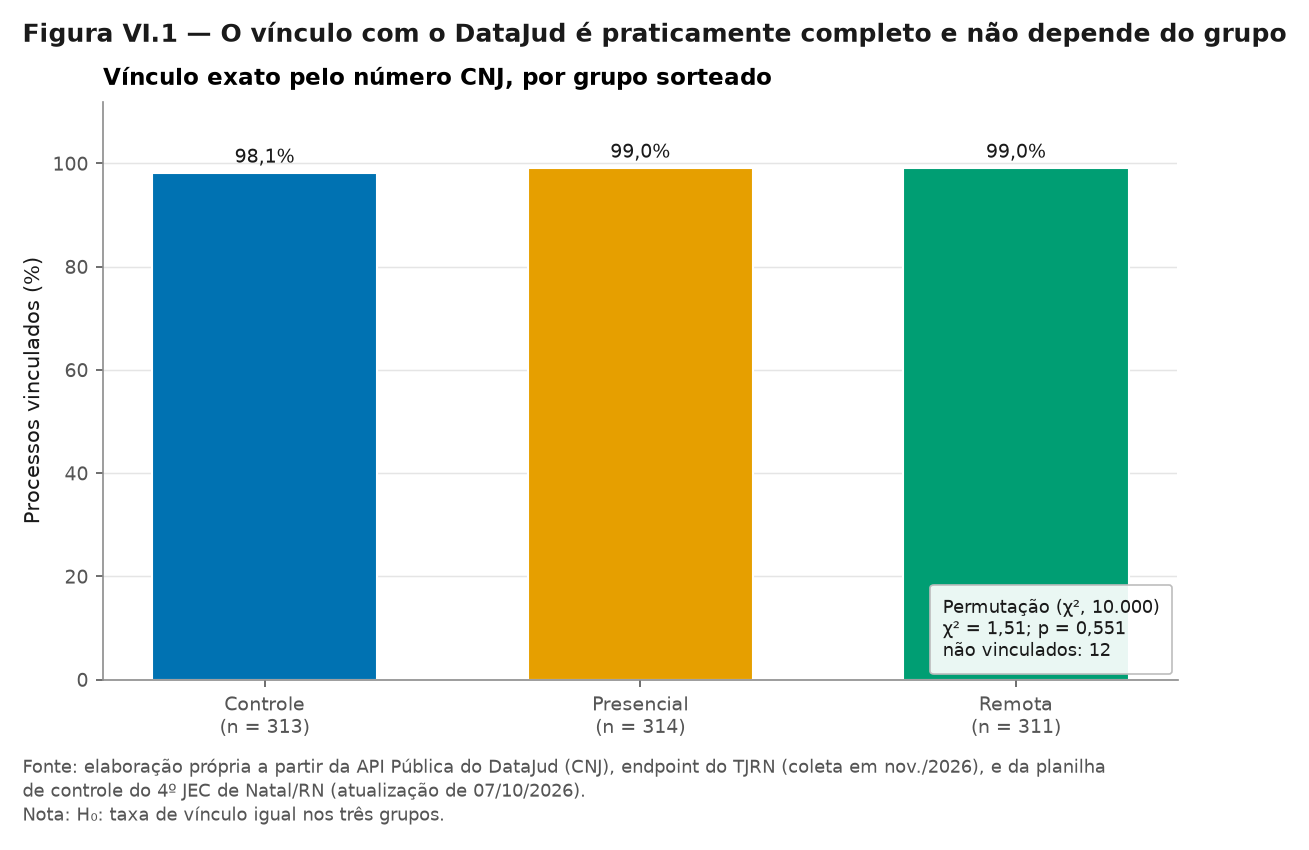 Figura VI.1 — O vínculo com o DataJud é praticamente completo e não depende do grupo
Vínculo exato pelo número CNJ, por grupo sorteado
Processos vinculados (%)
100
80
60
40
20
0
98,1%
99,0%
99,0%
Permutação (χ², 10.000)
χ² = 1,51; p = 0,551
não vinculados: 12
Controle
(n = 313)
Presencial
(n = 314)
Remota
(n = 311)
Fonte: elaboração própria a partir da API Pública do DataJud (CNJ), endpoint do TJRN (coleta em nov./2026), e da planilha
de controle do 4º JEC de Natal/RN (atualização de 07/10/2026).
Nota: H₀: taxa de vínculo igual nos três grupos.